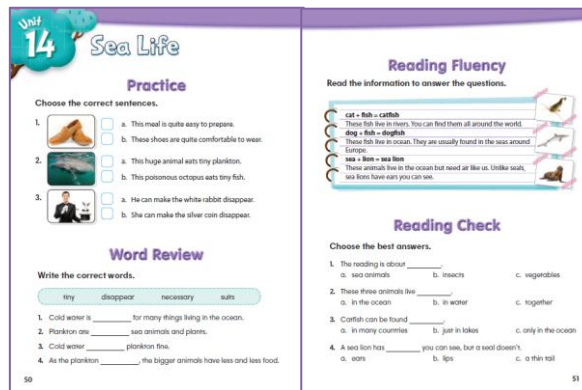 Unit
14
Sea Life
Practice
Choose the correct sentences.
1.
a. This meal is quite easy to prepare.
b. These shoes are quite comfortable to wear.
2.
a. This huge animal eats tiny plankton.
b. This poisonous octopus eats tiny fish.
3.
a. He can make the white rabbit disappear.
b. She can make the silver coin disappear.
Word Review
Write the correct words.
tiny disappear necessary suits
1. Cold water is ________ for many things living in the ocean.
2. Plankton are ________ sea animals and plants.
3. Cold water ________ plankton fine.
4. As the plankton ________, the bigger animals have less and less food.
50
Reading Fluency
Read the information to answer the questions.
cat + fish = catfish
These fish live in rivers. You can find them all around the world.
dog + fish = dogfish
These fish live in ocean. They are usually found in the seas around
Europe.
sea + lion = sea lion
These animals live in the ocean but need air like us. Unlike seals,
sea lions have ears you can see.
Reading Check
Choose the best answers.
1. The reading is about ________.
a. sea animals b. insects c. vegetables
2. These three animals live ________.
a. in the ocean b. in water c. together
3. Catfish can be found ________.
a. in many countries b. just in lakes c. only in the ocean
4. A sea lion has ________ you can see, but a seal doesn't.
a. ears b. lips c. a thin tail
51